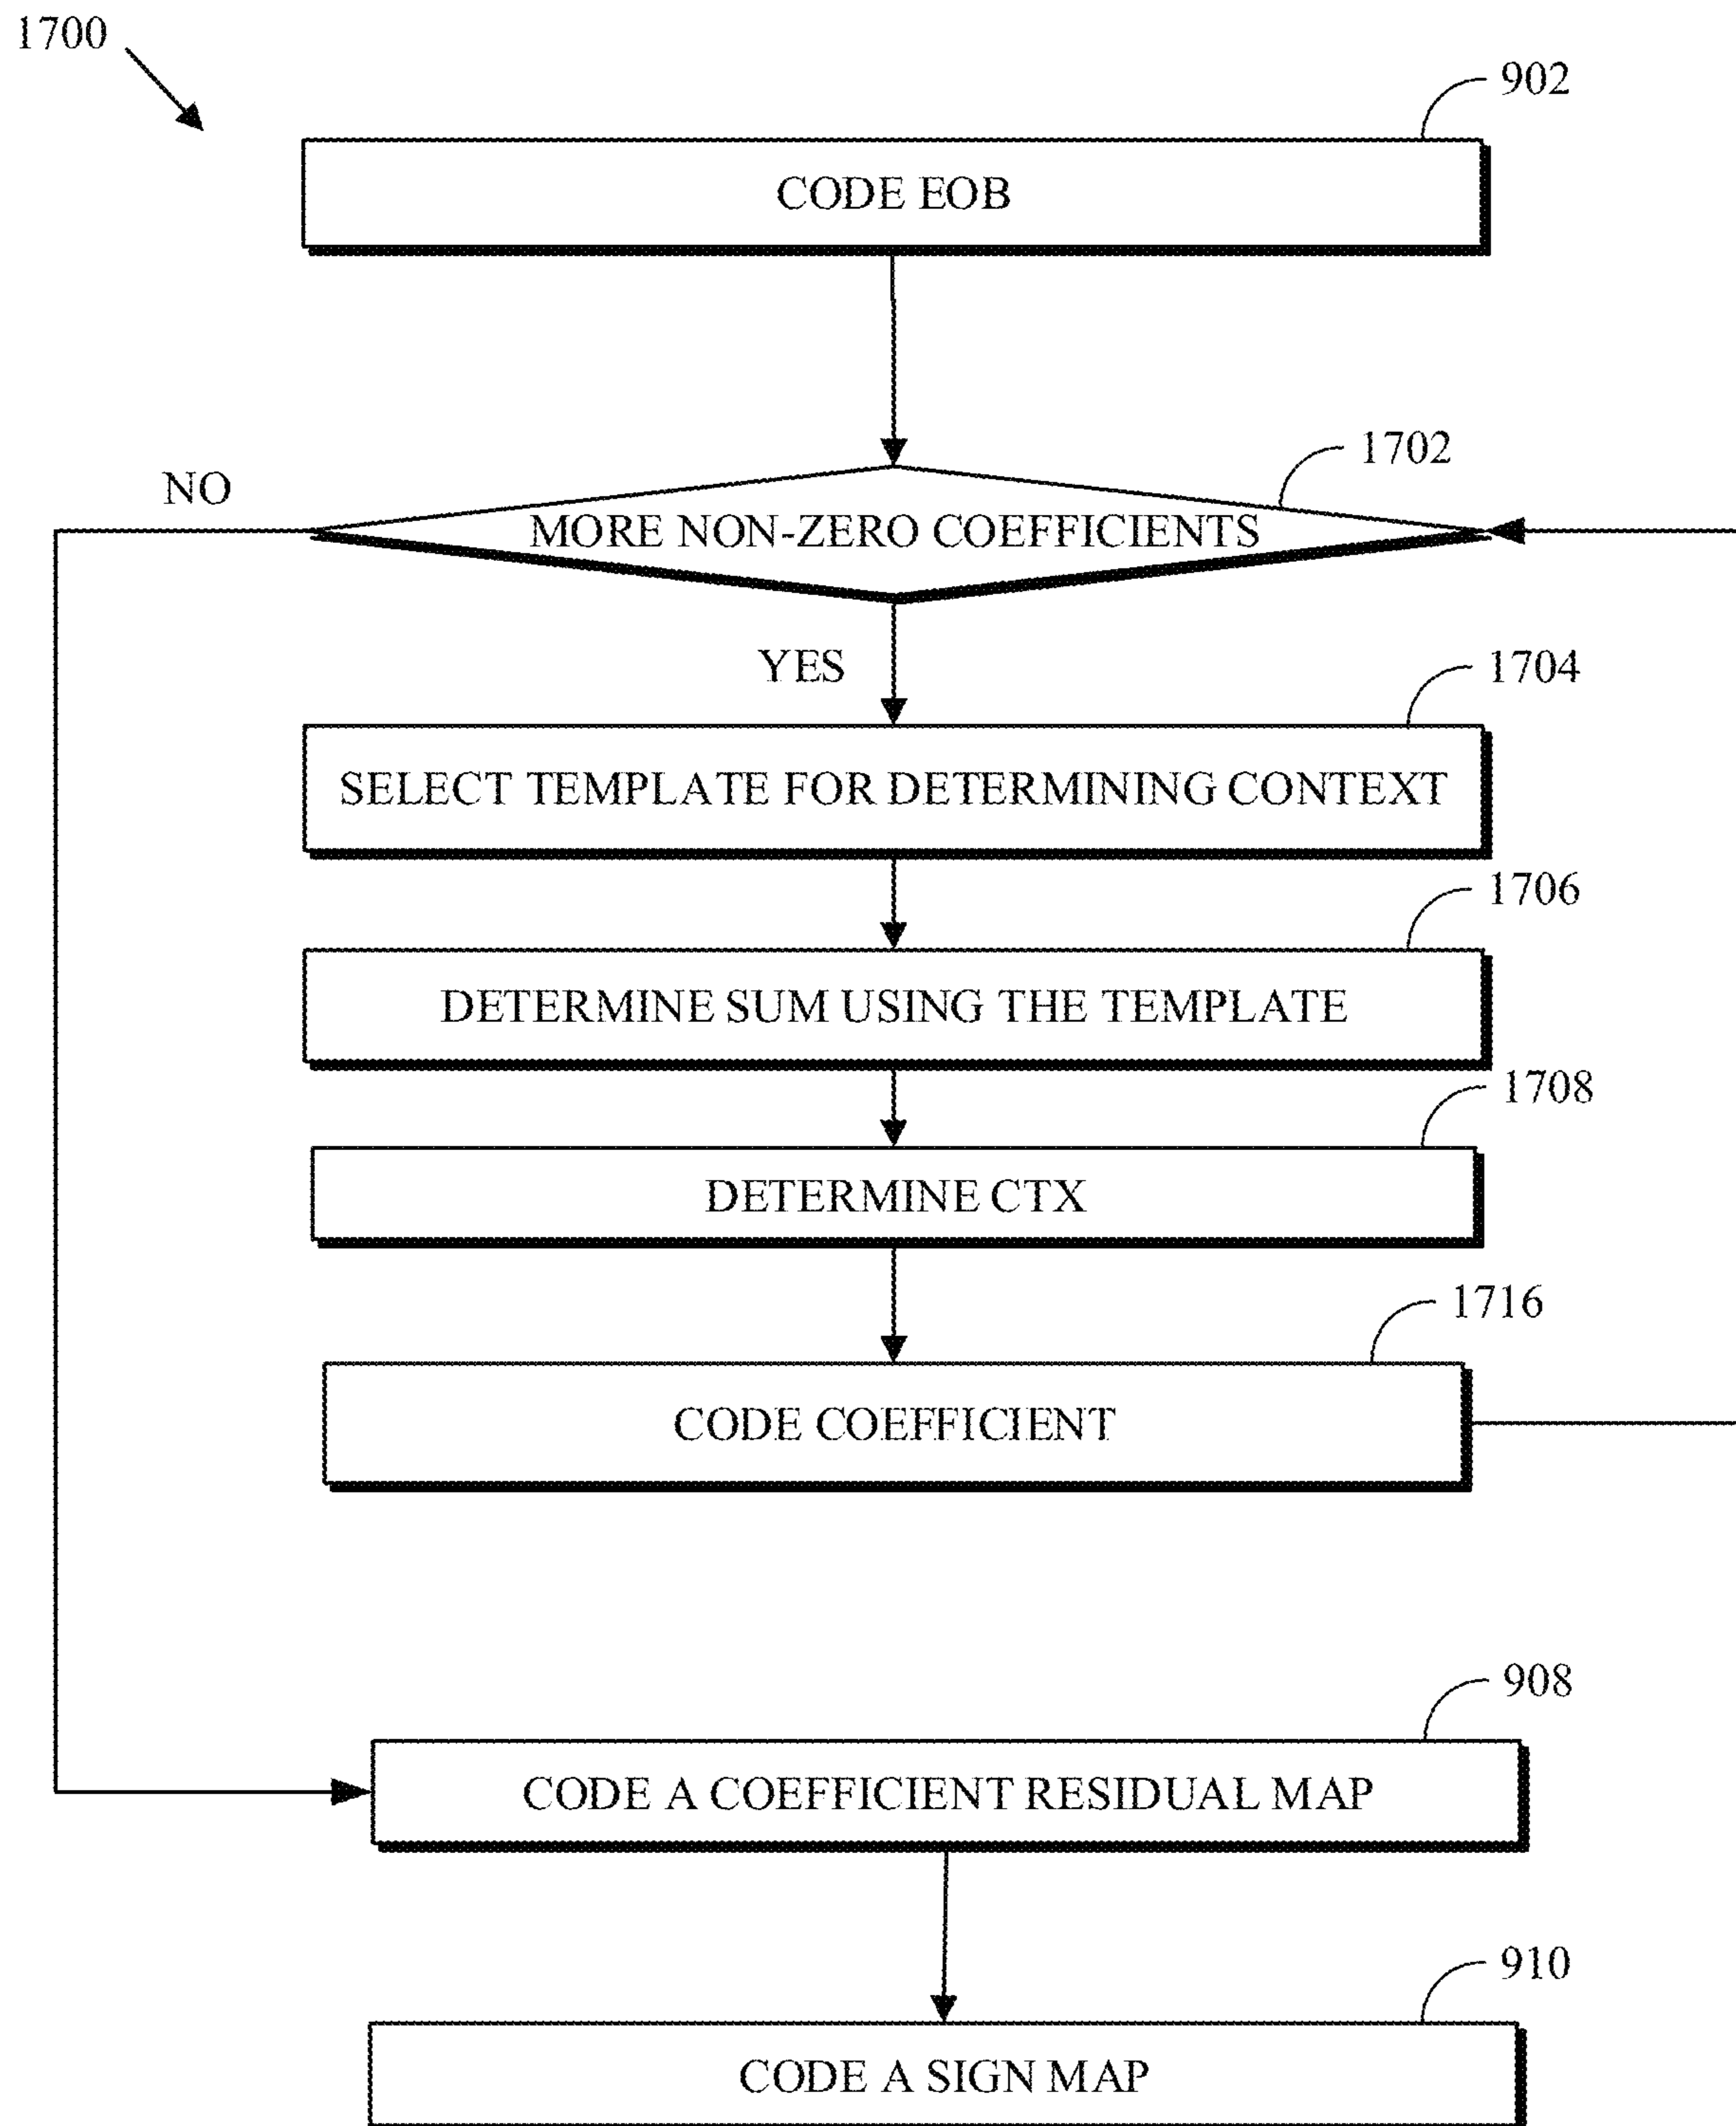 1700
902
CODE EOB
1702
NO
MORE NON-ZERO COEFFICIENTS
YES
1704
SELECT TEMPLATE FOR DETERMINING CONTEXT
1706
DETERMINE SUM USING THE TEMPLATE
1708
DETERMINE CTX
1716
CODE COEFFICIENT
908
CODE A COEFFICIENT RESIDUAL MAP
910
CODE A SIGN MAP